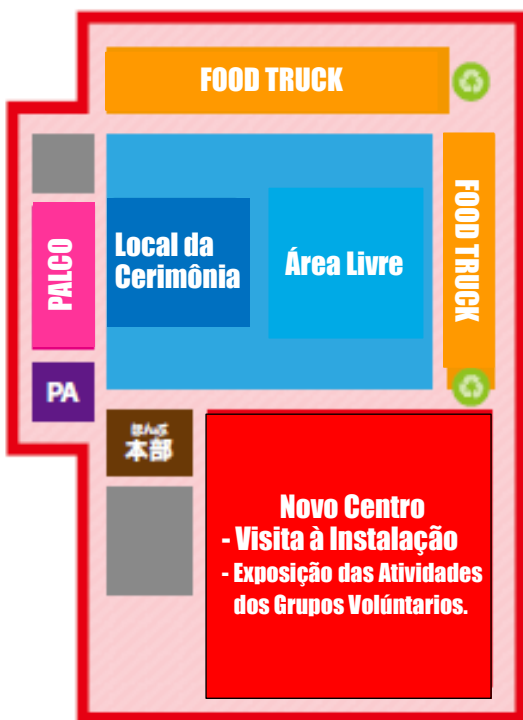 FOOD TRUCK
FOOD TRUCK
PALCO
Local da
Cerimônia
Área Livre
PA
ほんぶ
本部
Novo Centro
- Visita à Instalação
- Exposição das Atividades
dos Grupos Volúntarios.